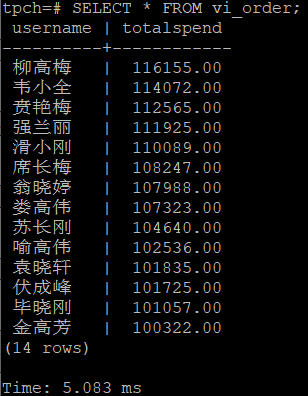 tpch=# SELECT * FROM vi_order;
username | totalspend
----------+------------
柳高梅 | 116155.00
韦小全 | 114072.00
贲艳梅 | 112565.00
强兰丽 | 111925.00
滑小刚 | 110089.00
席长梅 | 108247.00
翁晓婷 | 107988.00
娄高伟 | 107323.00
苏长刚 | 104640.00
喻高伟 | 102536.00
袁晓轩 | 101835.00
伏成峰 | 101725.00
毕晓刚 | 101057.00
金高芳 | 100322.00
(14 rows)
Time: 5.083 ms